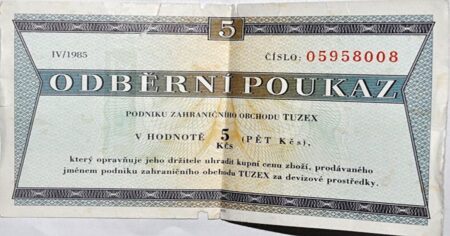 5
IV/1985 ČÍSLO: 05958008
ODBĚRNÍ POUKAZ
PODNIKU ZAHRANIČNÍHO OBCHODU TUZEX
V HODNOTĚ 5 (PĚT Kčs),
Kčs
který opravňuje jeho držitele uhradit kupní cenu zboží, prodávaného
jménem podniku zahraničního obchodu TUZEX za devizové prostředky.